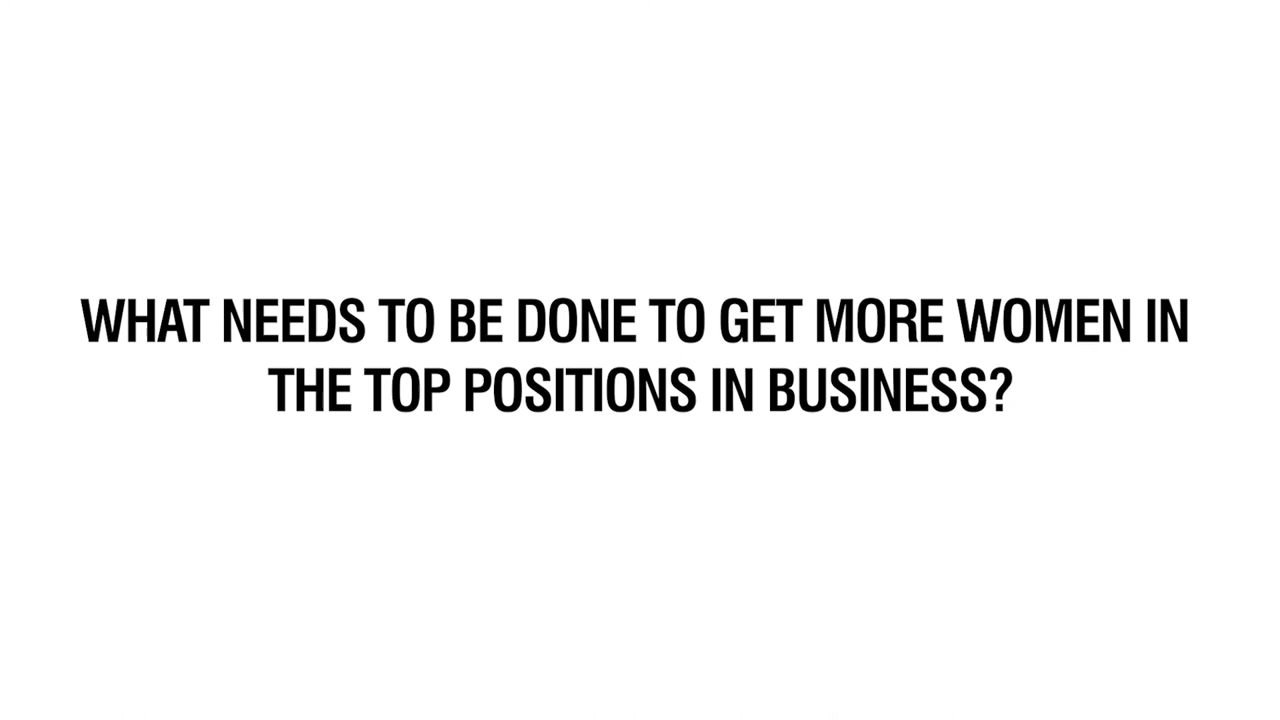 WHAT NEEDS TO BE DONE TO GET MORE WOMEN IN
THE TOP POSITIONS IN BUSINESS?